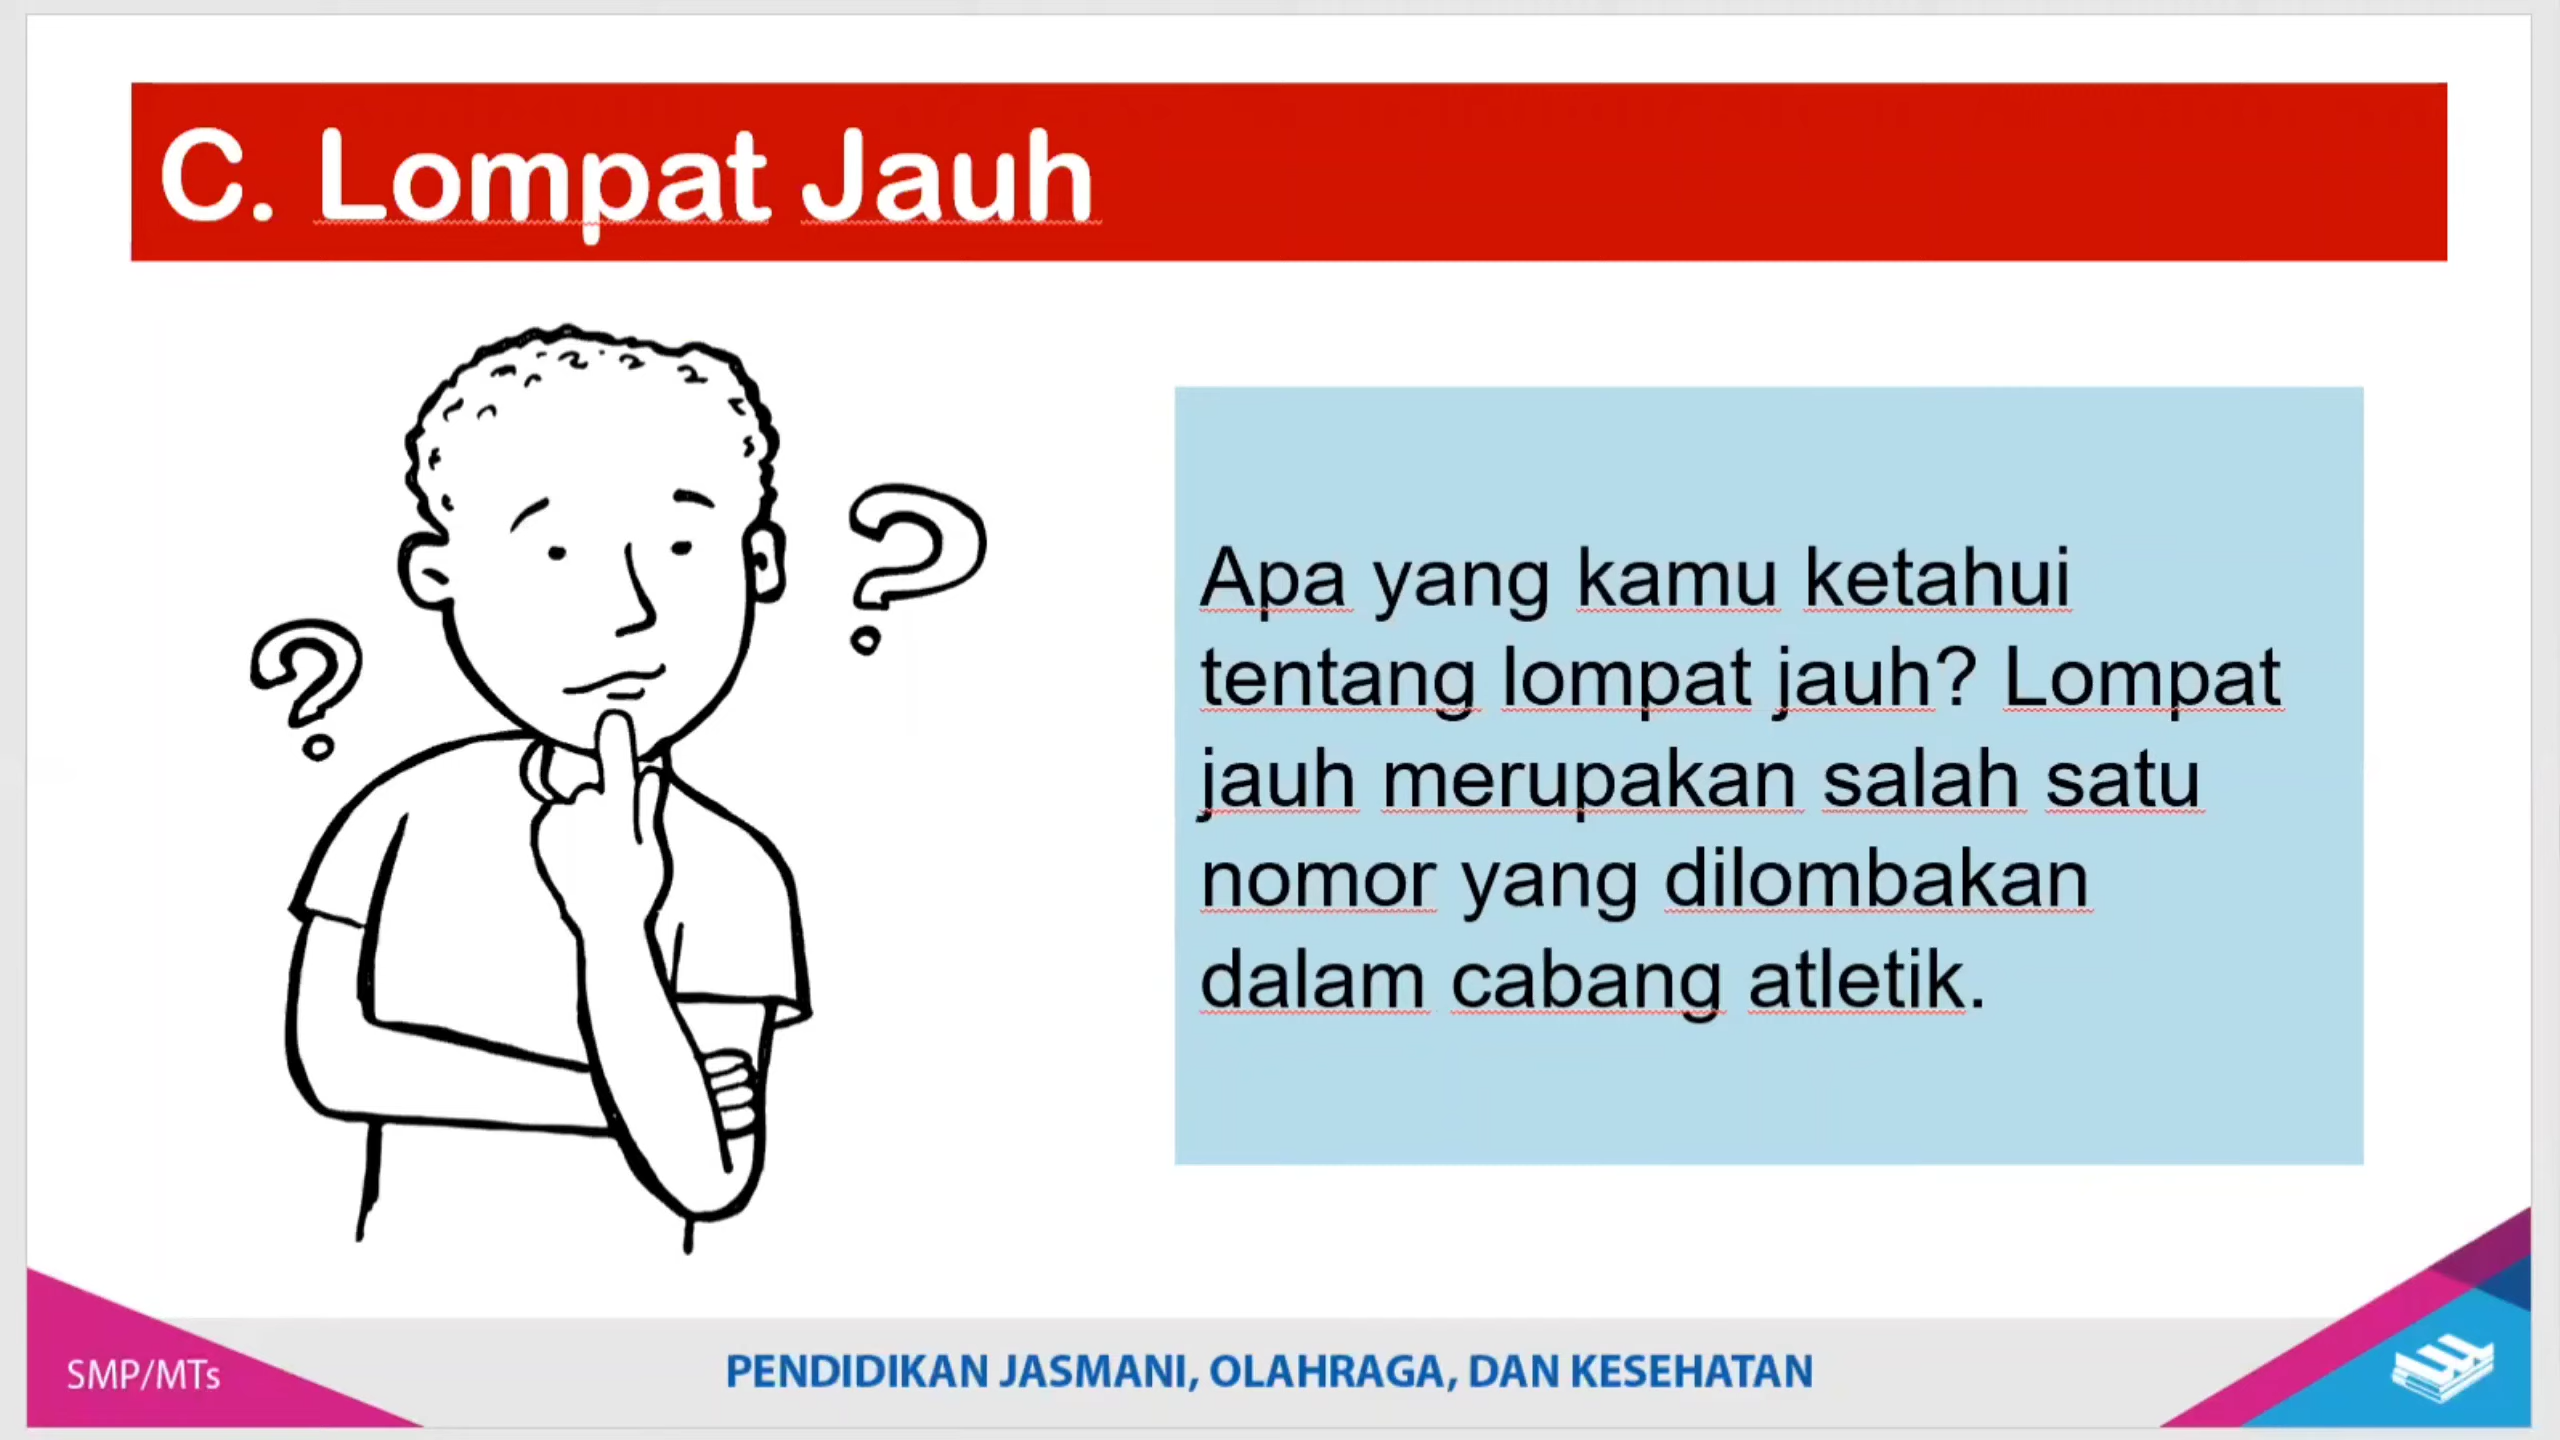 C. Lompat Jauh
Apa yang kamu ketahui
tentang lompat jauh? Lompat
jauh merupakan salah satu
nomor yang dilombakan
dalam cabang atletik.
SMP/MTs
PENDIDIKAN JASMANI, OLAHRAGA, DAN KESEHATAN